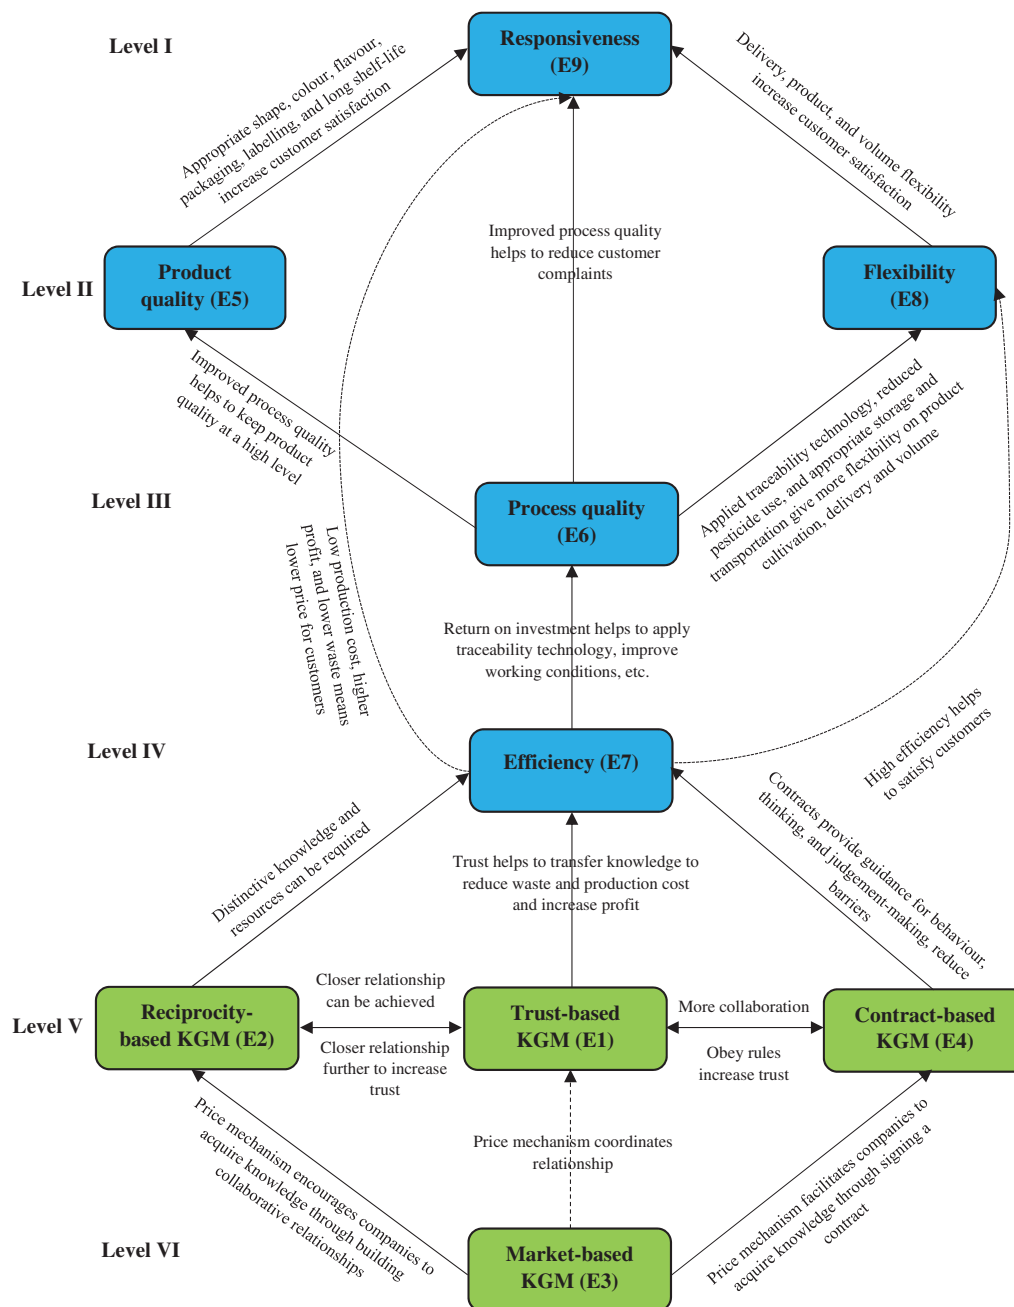 Level I
Responsiveness
(E9)
Appropriate shape, colour, flavour,
packaging, labelling, and long shelf-life
increase customer satisfaction
Delivery, product, and volume flexibility
increase customer satisfaction
Improved process quality
helps to reduce customer
complaints
Level II
Product
quality (E5)
Flexibility
(E8)
Improved process quality
helps to keep product
quality at a high level
Applied traceability technology, reduced
pesticide use, and appropriate storage and
transportation give more flexibility on product
cultivation, delivery and volume
Level III
Process quality
(E6)
Low production cost, higher
profit, and lower waste means
lower price for customers
Return on investment helps to apply
traceability technology, improve
working conditions, etc.
High efficiency helps
to satisfy customers
Level IV
Efficiency (E7)
Distinctive knowledge and
resources can be required
Trust helps to transfer knowledge to
reduce waste and production cost
and increase profit
Contracts provide guidance for behaviour,
thinking, and judgement-making, reduce
barriers
Level V
Reciprocity-
based KGM (E2)
Closer relationship
can be achieved
Closer relationship
further to increase
trust
Trust-based
KGM (E1)
More collaboration
Obey rules
increase trust
Contract-based
KGM (E4)
Price mechanism encourages companies to
acquire knowledge through building
collaborative relationships
Price mechanism coordinates
relationship
Price mechanism facilitates companies to
acquire knowledge through signing a
contract
Level VI
Market-based
KGM (E3)